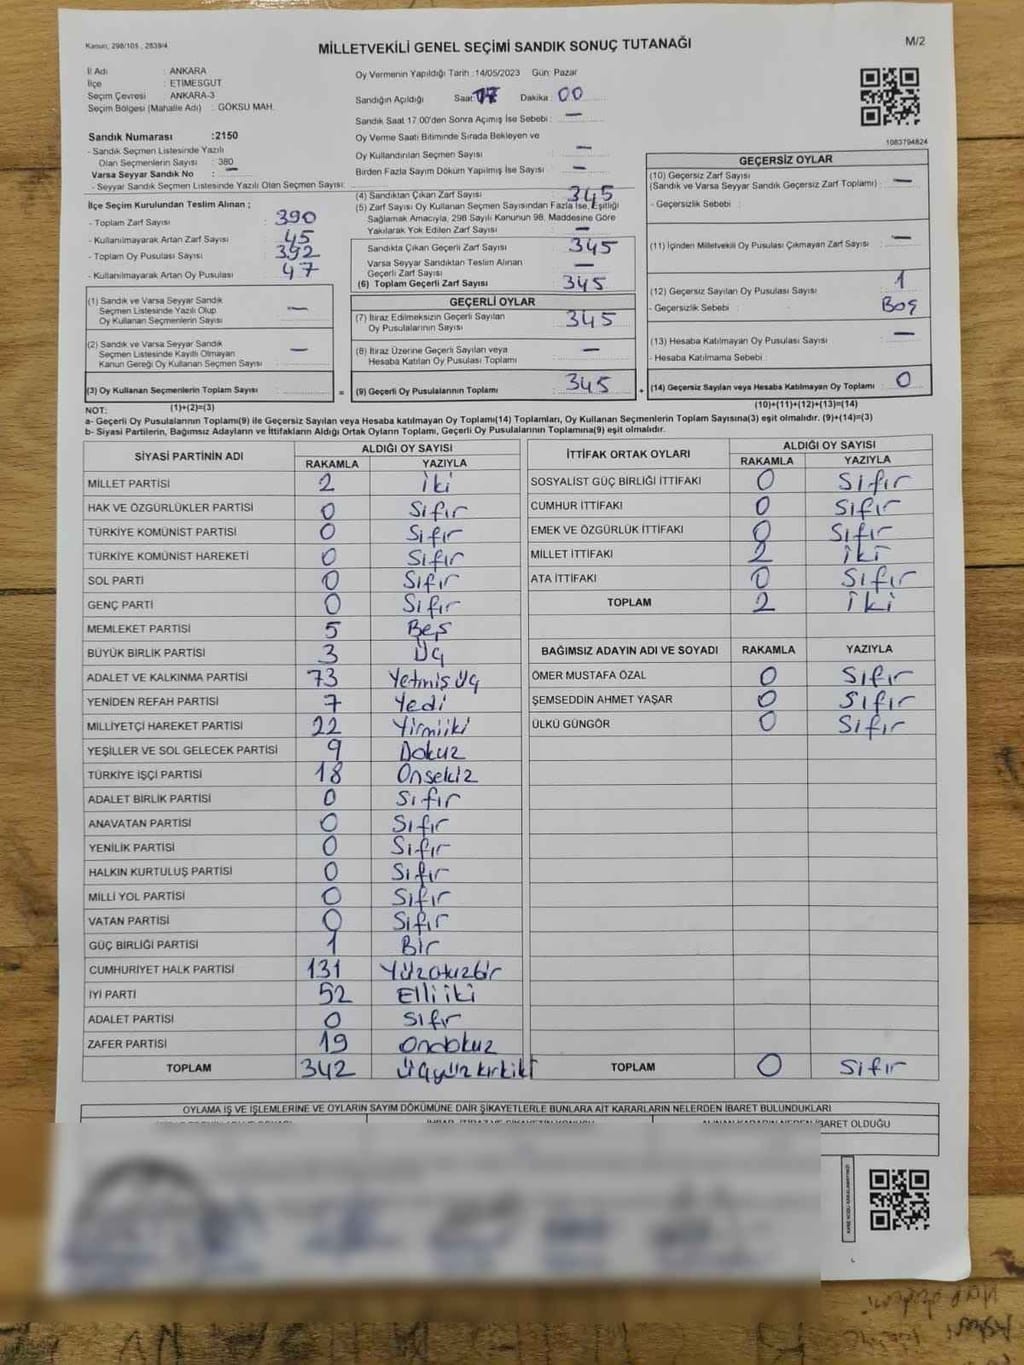 Kanun, 298/105 , 2839/4
MİLLETVEKİLİ GENEL SEÇİMİ SANDIK SONUÇ TUTANAĞI
M/2
İl Adı : ANKARA
İlçe : ETİMESGUT
Seçim Çevresi : ANKARA-3
Seçim Bölgesi (Mahalle Adı) : GÖKSU MAH.
Oy Vermenin Yapıldığı Tarih :14/05/2023 Gün: Pazar
Sandığın Açıldığı Saat: 17 Dakika : 00
Sandık Saat 17.00'den Sonra Açımış İse Sebebi : —
Oy Verme Saati Bitiminde Sırada Bekleyen ve
Oy Kullandırılan Seçmen Sayısı —
Birden Fazla Sayım Döküm Yapılmış İse Sayısı —
1083794824
Sandık Numarası :2150
- Sandık Seçmen Listesinde Yazılı
Olan Seçmenlerin Sayısı : 380
Varsa Seyyar Sandık No : —
- Seyyar Sandık Seçmen Listesinde Yazılı Olan Seçmen Sayısı:
İlçe Seçim Kurulundan Teslim Alınan ;
- Toplam Zarf Sayısı : 390
- Kullanılmayarak Artan Zarf Sayısı : 45
- Toplam Oy Pusulası Sayısı : 392
- Kullanılmayarak Artan Oy Pusulası : 47
(1) Sandık ve Varsa Seyyar Sandık
Seçmen Listesinde Yazılı Olup
Oy Kullanan Seçmenlerin Sayısı —
(2) Sandık ve Varsa Seyyar Sandık
Seçmen Listesinde Kayıtlı Olmayan
Kanun Gereği Oy Kullanan Seçmen Sayısı —
(3) Oy Kullanan Seçmenlerin Toplam Sayısı :
(1)+(2)=(3)
(4) Sandıktan Çıkan Zarf Sayısı : 345
(5) Zarf Sayısı Oy Kullanan Seçmen Sayısından Fazla İse, Eşitliği
Sağlamak Amacıyla, 298 Sayılı Kanunun 98. Maddesine Göre
Yakılarak Yok Edilen Zarf Sayısı : —
Sandıkta Çıkan Geçerli Zarf Sayısı : 345
Varsa Seyyar Sandıktan Teslim Alınan
Geçerli Zarf Sayısı —
(6) Toplam Geçerli Zarf Sayısı : 345
GEÇERLİ OYLAR
(7) İtiraz Edilmeksizin Geçerli Sayılan
Oy Pusulalarının Sayısı : 345
(8) İtiraz Üzerine Geçerli Sayılan veya
Hesaba Katılan Oy Pusulası Toplamı —
= (9) Geçerli Oy Pusulalarının Toplamı : 345 +
GEÇERSİZ OYLAR
(10) Geçersiz Zarf Sayısı
(Sandık ve Varsa Seyyar Sandık Geçersiz Zarf Toplamı) : —
- Geçersizlik Sebebi :
(11) İçinden Milletvekili Oy Pusulası Çıkmayan Zarf Sayısı : —
(12) Geçersiz Sayılan Oy Pusulası Sayısı : 1
- Geçersizlik Sebebi : Boş
(13) Hesaba Katılmayan Oy Pusulası Sayısı : —
- Hesaba Katılmama Sebebi :
(14) Geçersiz Sayılan veya Hesaba Katılmayan Oy Toplamı : 0
(10)+(11)+(12)+(13)=(14)
NOT:
a- Geçerli Oy Pusulalarının Toplamı(9) ile Geçersiz Sayılan veya Hesaba katılmayan Oy Toplamı(14) Toplamları, Oy Kullanan Seçmenlerin Toplam Sayısına(3) eşit olmalıdır. (9)+(14)=(3)
b- Siyasi Partilerin, Bağımsız Adayların ve İttifakların Aldığı Ortak Oyların Toplamı, Geçerli Oy Pusulalarının Toplamına(9) eşit olmalıdır.
SİYASİ PARTİNİN ADI ALDIĞI OY SAYISI
RAKAMLA YAZIYLA
MİLLET PARTİSİ 2 iki
HAK VE ÖZGÜRLÜKLER PARTİSİ 0 Sıfır
TÜRKİYE KOMÜNİST PARTİSİ 0 Sıfır
TÜRKİYE KOMÜNİST HAREKETİ 0 Sıfır
SOL PARTİ 0 Sıfır
GENÇ PARTİ 0 Sıfır
MEMLEKET PARTİSİ 5 Beş
BÜYÜK BİRLİK PARTİSİ 3 Üç
ADALET VE KALKINMA PARTİSİ 73 Yetmiş üç
YENİDEN REFAH PARTİSİ 7 Yedi
MİLLİYETÇİ HAREKET PARTİSİ 22 Yirmiiki
YEŞİLLER VE SOL GELECEK PARTİSİ 9 Dokuz
TÜRKİYE İŞÇİ PARTİSİ 18 Onsekiz
ADALET BİRLİK PARTİSİ 0 Sıfır
ANAVATAN PARTİSİ 0 Sıfır
YENİLİK PARTİSİ 0 Sıfır
HALKIN KURTULUŞ PARTİSİ 0 Sıfır
MİLLİ YOL PARTİSİ 0 Sıfır
VATAN PARTİSİ 0 Sıfır
GÜÇ BİRLİĞİ PARTİSİ 1 Bir
CUMHURİYET HALK PARTİSİ 131 Yüzotuzbir
İYİ PARTİ 52 Elliiki
ADALET PARTİSİ 0 Sıfır
ZAFER PARTİSİ 19 Ondokuz
TOPLAM 342 Üçyüzkırkiki
İTTİFAK ORTAK OYLARI ALDIĞI OY SAYISI
RAKAMLA YAZIYLA
SOSYALİST GÜÇ BİRLİĞİ İTTİFAKI 0 Sıfır
CUMHUR İTTİFAKI 0 Sıfır
EMEK VE ÖZGÜRLÜK İTTİFAKI 0 Sıfır
MİLLET İTTİFAKI 2 iki
ATA İTTİFAKI 0 Sıfır
TOPLAM 2 iki
BAĞIMSIZ ADAYIN ADI VE SOYADI RAKAMLA YAZIYLA
ÖMER MUSTAFA ÖZAL 0 Sıfır
ŞEMSEDDİN AHMET YAŞAR 0 Sıfır
ÜLKÜ GÜNGÖR 0 Sıfır
TOPLAM 0 Sıfır
OYLAMA İŞ VE İŞLEMLERİNE VE OYLARIN SAYIM DÖKÜMÜNE DAİR ŞİKAYETLERLE BUNLARA AİT KARARLARIN NELERDEN İBARET BULUNDUKLARI
İBARET OLDUĞU